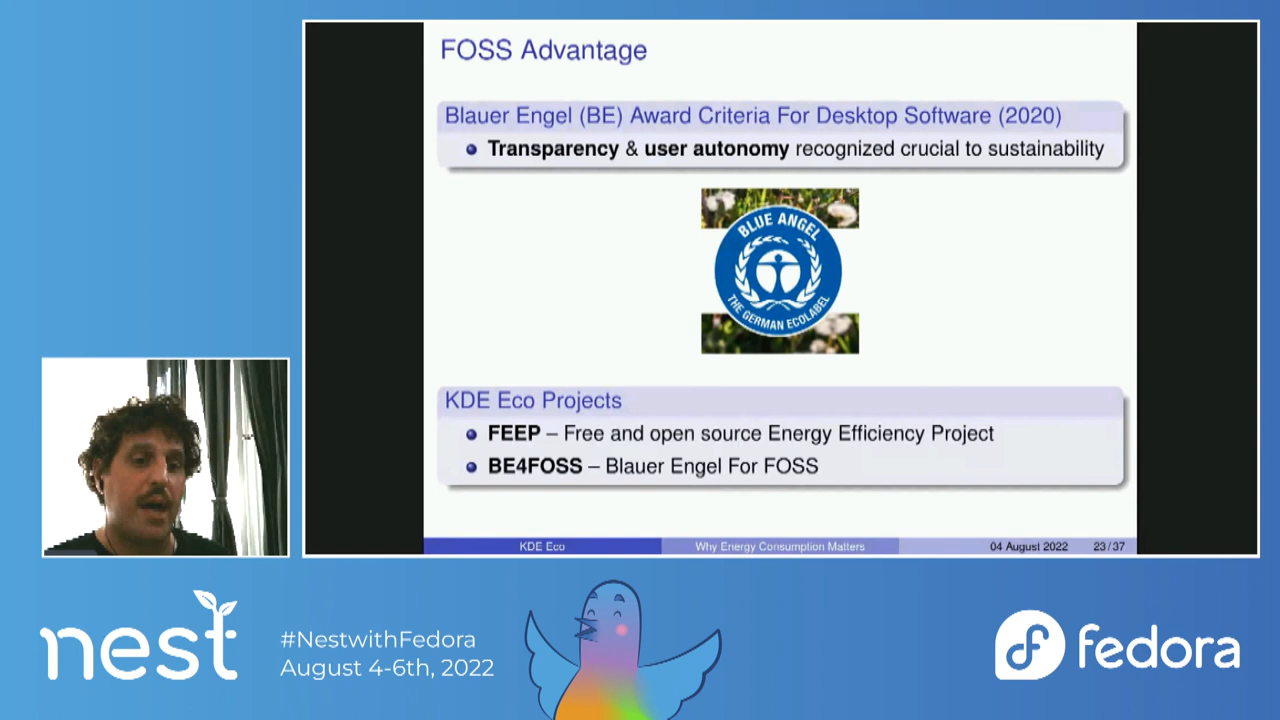 FOSS Advantage
Blauer Engel (BE) Award Criteria For Desktop Software (2020)
Transparency & user autonomy recognized crucial to sustainability
BLUE ANGEL
THE GERMAN ECOLABEL
KDE Eco Projects
FEEP – Free and open source Energy Efficiency Project
BE4FOSS – Blauer Engel For FOSS
KDE Eco Why Energy Consumption Matters 04 August 2022 23/37
nest
#NestwithFedora
August 4-6th, 2022
fedora